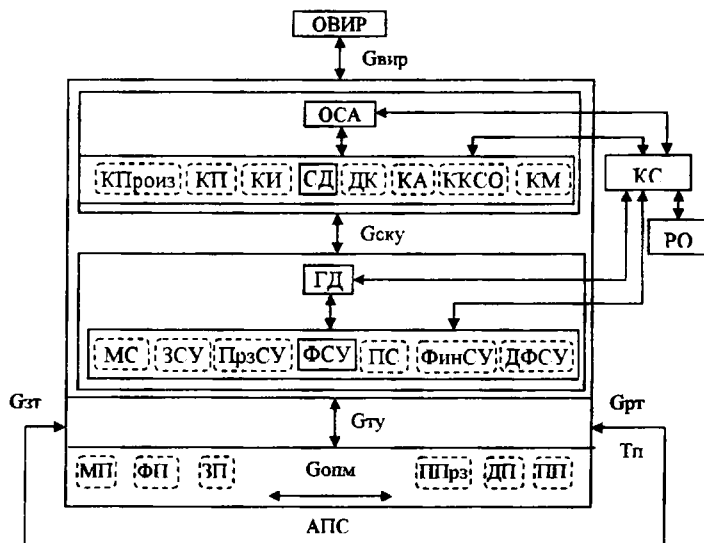 ОВИР
Gвир
ОСА
КПроиз КП КИ СД ДК КА ККСО КМ
КС
Gску
РО
ГД
МС ЗСУ ПрзСУ ФСУ ПС ФинСУ ДФСУ
Gзт
Gрт
Gту
Тп
МП ФП ЗП Gопм ППрз ДП ПП
АПС